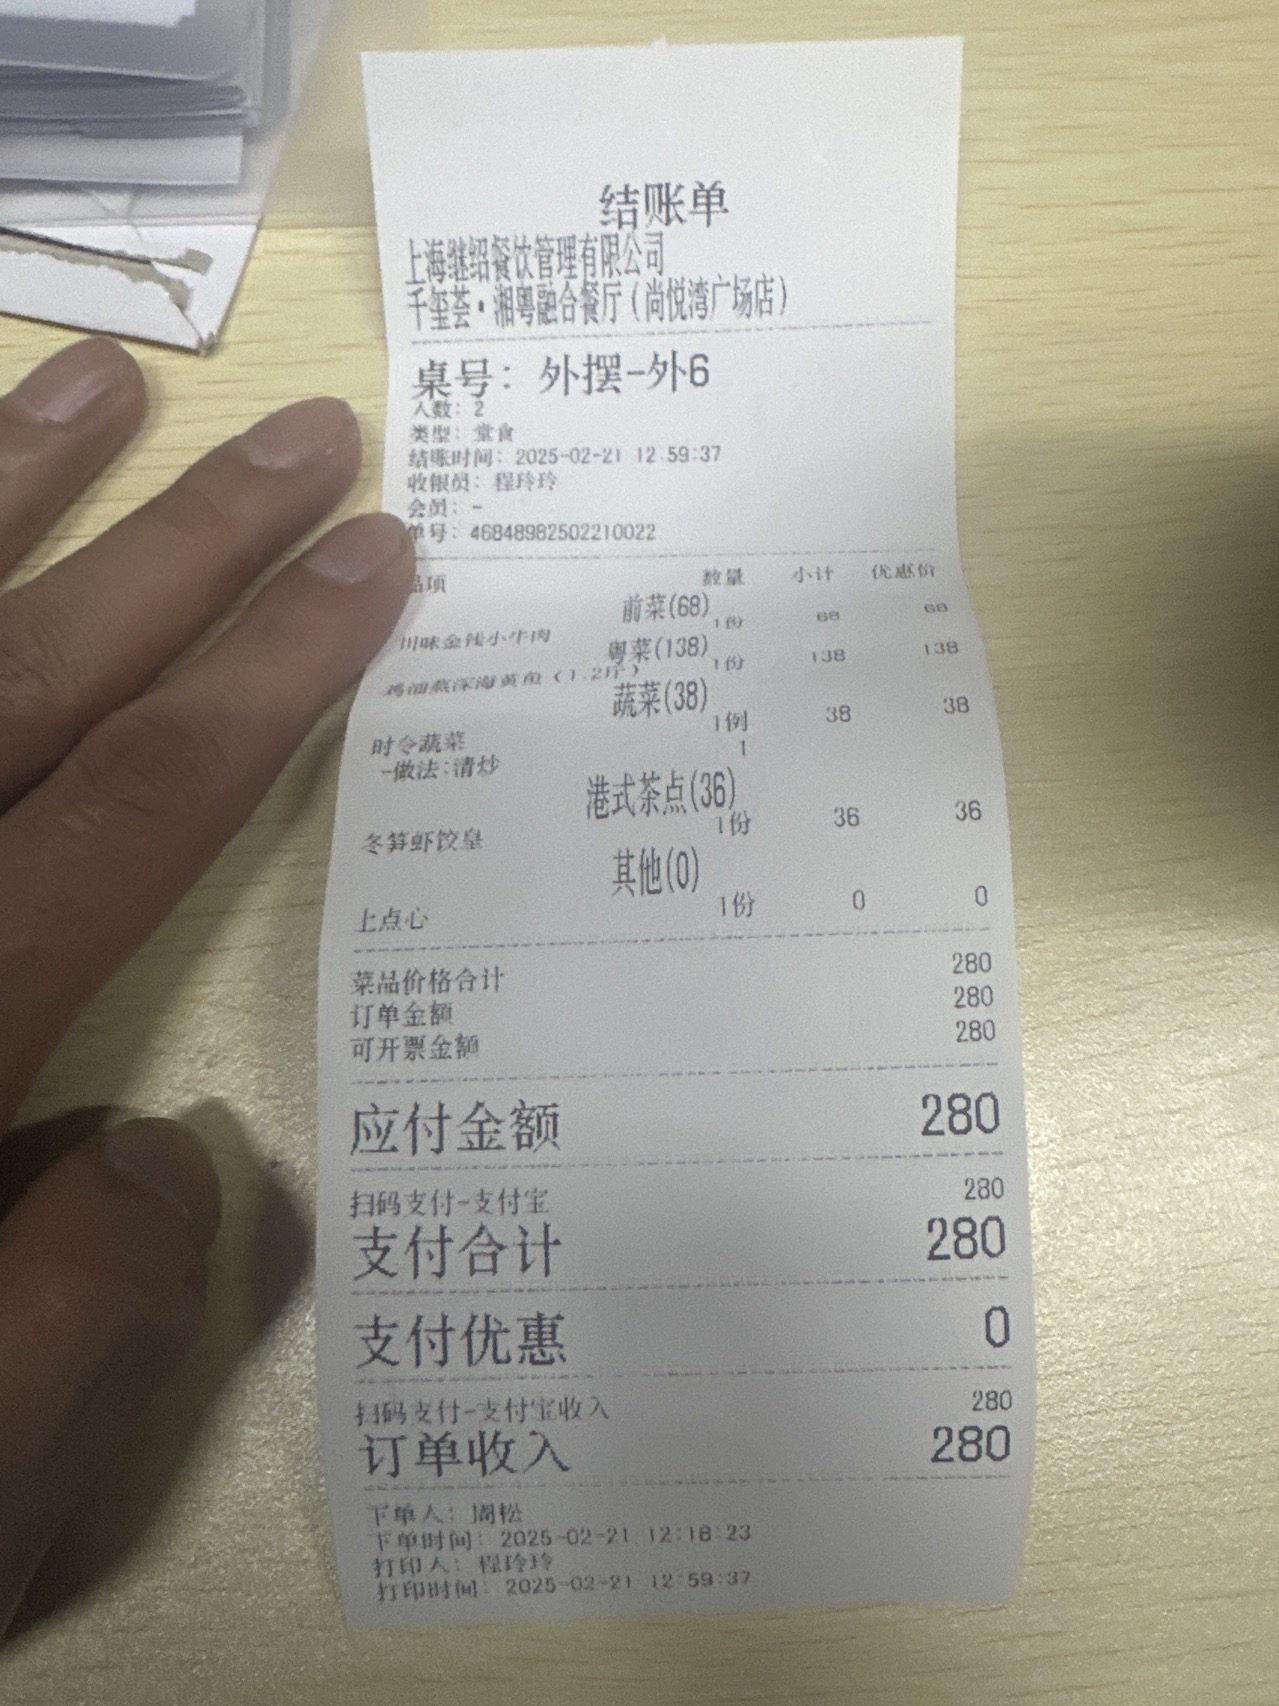 结账单
上海继绍餐饮管理有限公司
千玺荟·湘粤融合餐厅(尚悦湾广场店)
桌号: 外摆-外6
人数: 2
类型: 堂食
结账时间: 2025-02-21 12:59:37
收银员: 程玲玲
会员: -
单号: 46848982502210022
品项 数量 小计 优惠价
前菜(68)
川味金钱小牛肉 1份 68 68
粤菜(138)
鸡油蒸深海黄鱼(1.2斤) 1份 138 138
蔬菜(38)
时令蔬菜 1例 38 38
-做法:清炒 1
港式茶点(36)
冬笋虾饺皇 1份 36 36
其他(0)
上点心 1份 0 0
菜品价格合计 280
订单金额 280
可开票金额 280
应付金额 280
扫码支付-支付宝 280
支付合计 280
支付优惠 0
扫码支付-支付宝收入 280
订单收入 280
下单人: 周松
下单时间: 2025-02-21 12:18:23
打印人: 程玲玲
打印时间: 2025-02-21 12:59:37